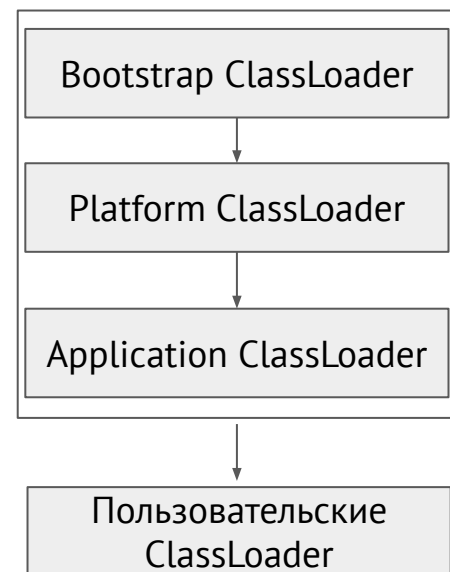 Bootstrap ClassLoader
Platform ClassLoader
Application ClassLoader
Пользовательские
ClassLoader